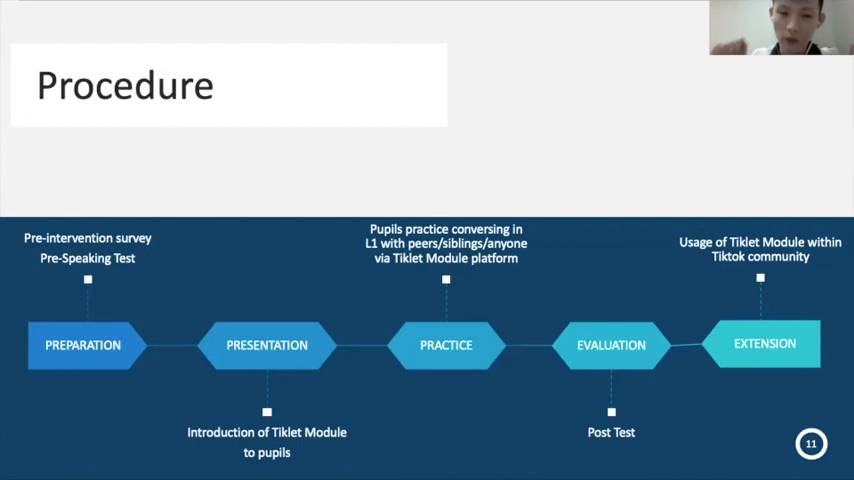 Procedure
Pre-intervention survey
Pre-Speaking Test
Pupils practice conversing in
L1 with peers/siblings/anyone
via Tiklet Module platform
Usage of Tiklet Module within
Tiktok community
PREPARATION
PRESENTATION
PRACTICE
EVALUATION
EXTENSION
Introduction of Tiklet Module
to pupils
Post Test
11